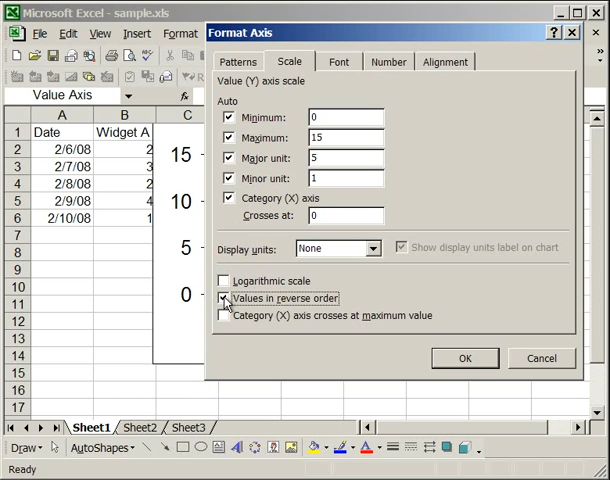 Microsoft Excel - sample.xls
File Edit View Insert Format
Value Axis fx
A B C
1 Date Widget A
2 2/6/08 2
3 2/7/08 3
4 2/8/08 2
5 2/9/08 4
6 2/10/08 1
7
8
9
10
11
12
13
14
15
16
17
15
10
5
0
Format Axis
Patterns Scale Font Number Alignment
Value (Y) axis scale
Auto
Minimum: 0
Maximum: 15
Major unit: 5
Minor unit: 1
Category (X) axis
Crosses at: 0
Display units: None Show display units label on chart
Logarithmic scale
Values in reverse order
Category (X) axis crosses at maximum value
OK Cancel
Sheet1 Sheet2 Sheet3
Draw AutoShapes
Ready